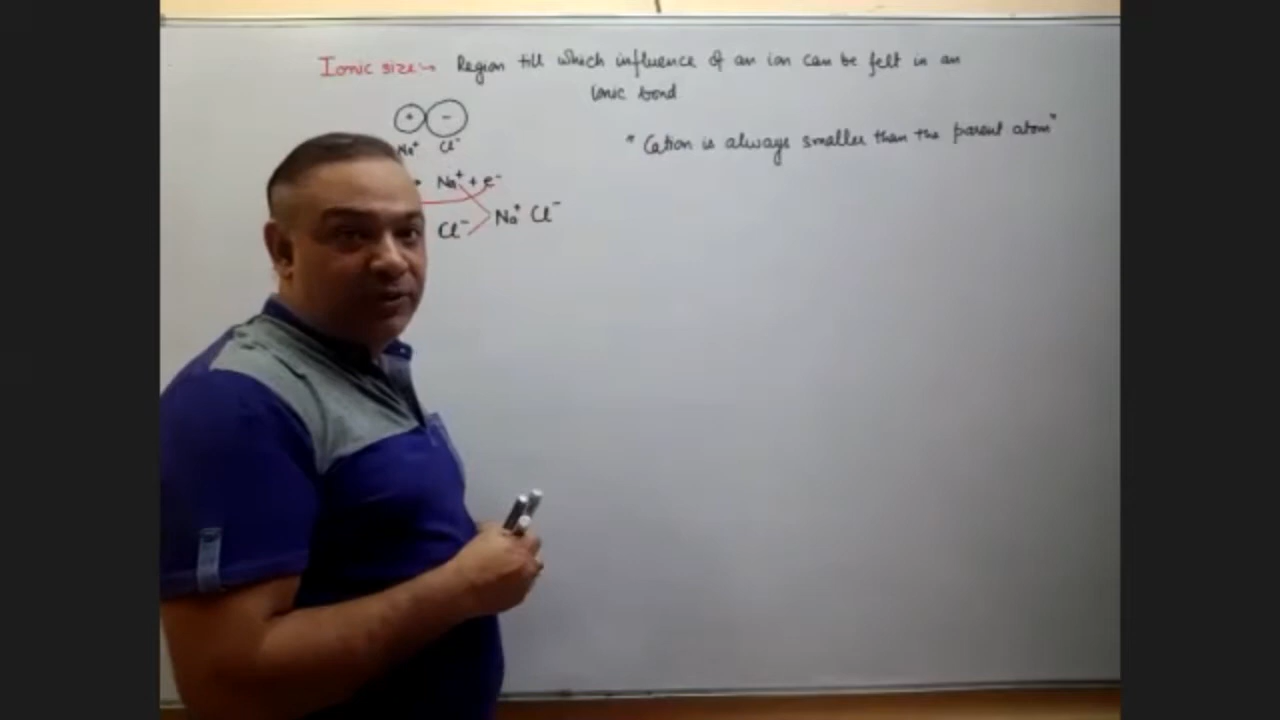 Ionic size:→ Region till which influence of an ion can be felt in an
Ionic bond
+ -
Na⁺ Cl⁻
"Cation is always smaller than the parent atom"
Na⁺ + e⁻
Cl⁻ Na⁺ Cl⁻